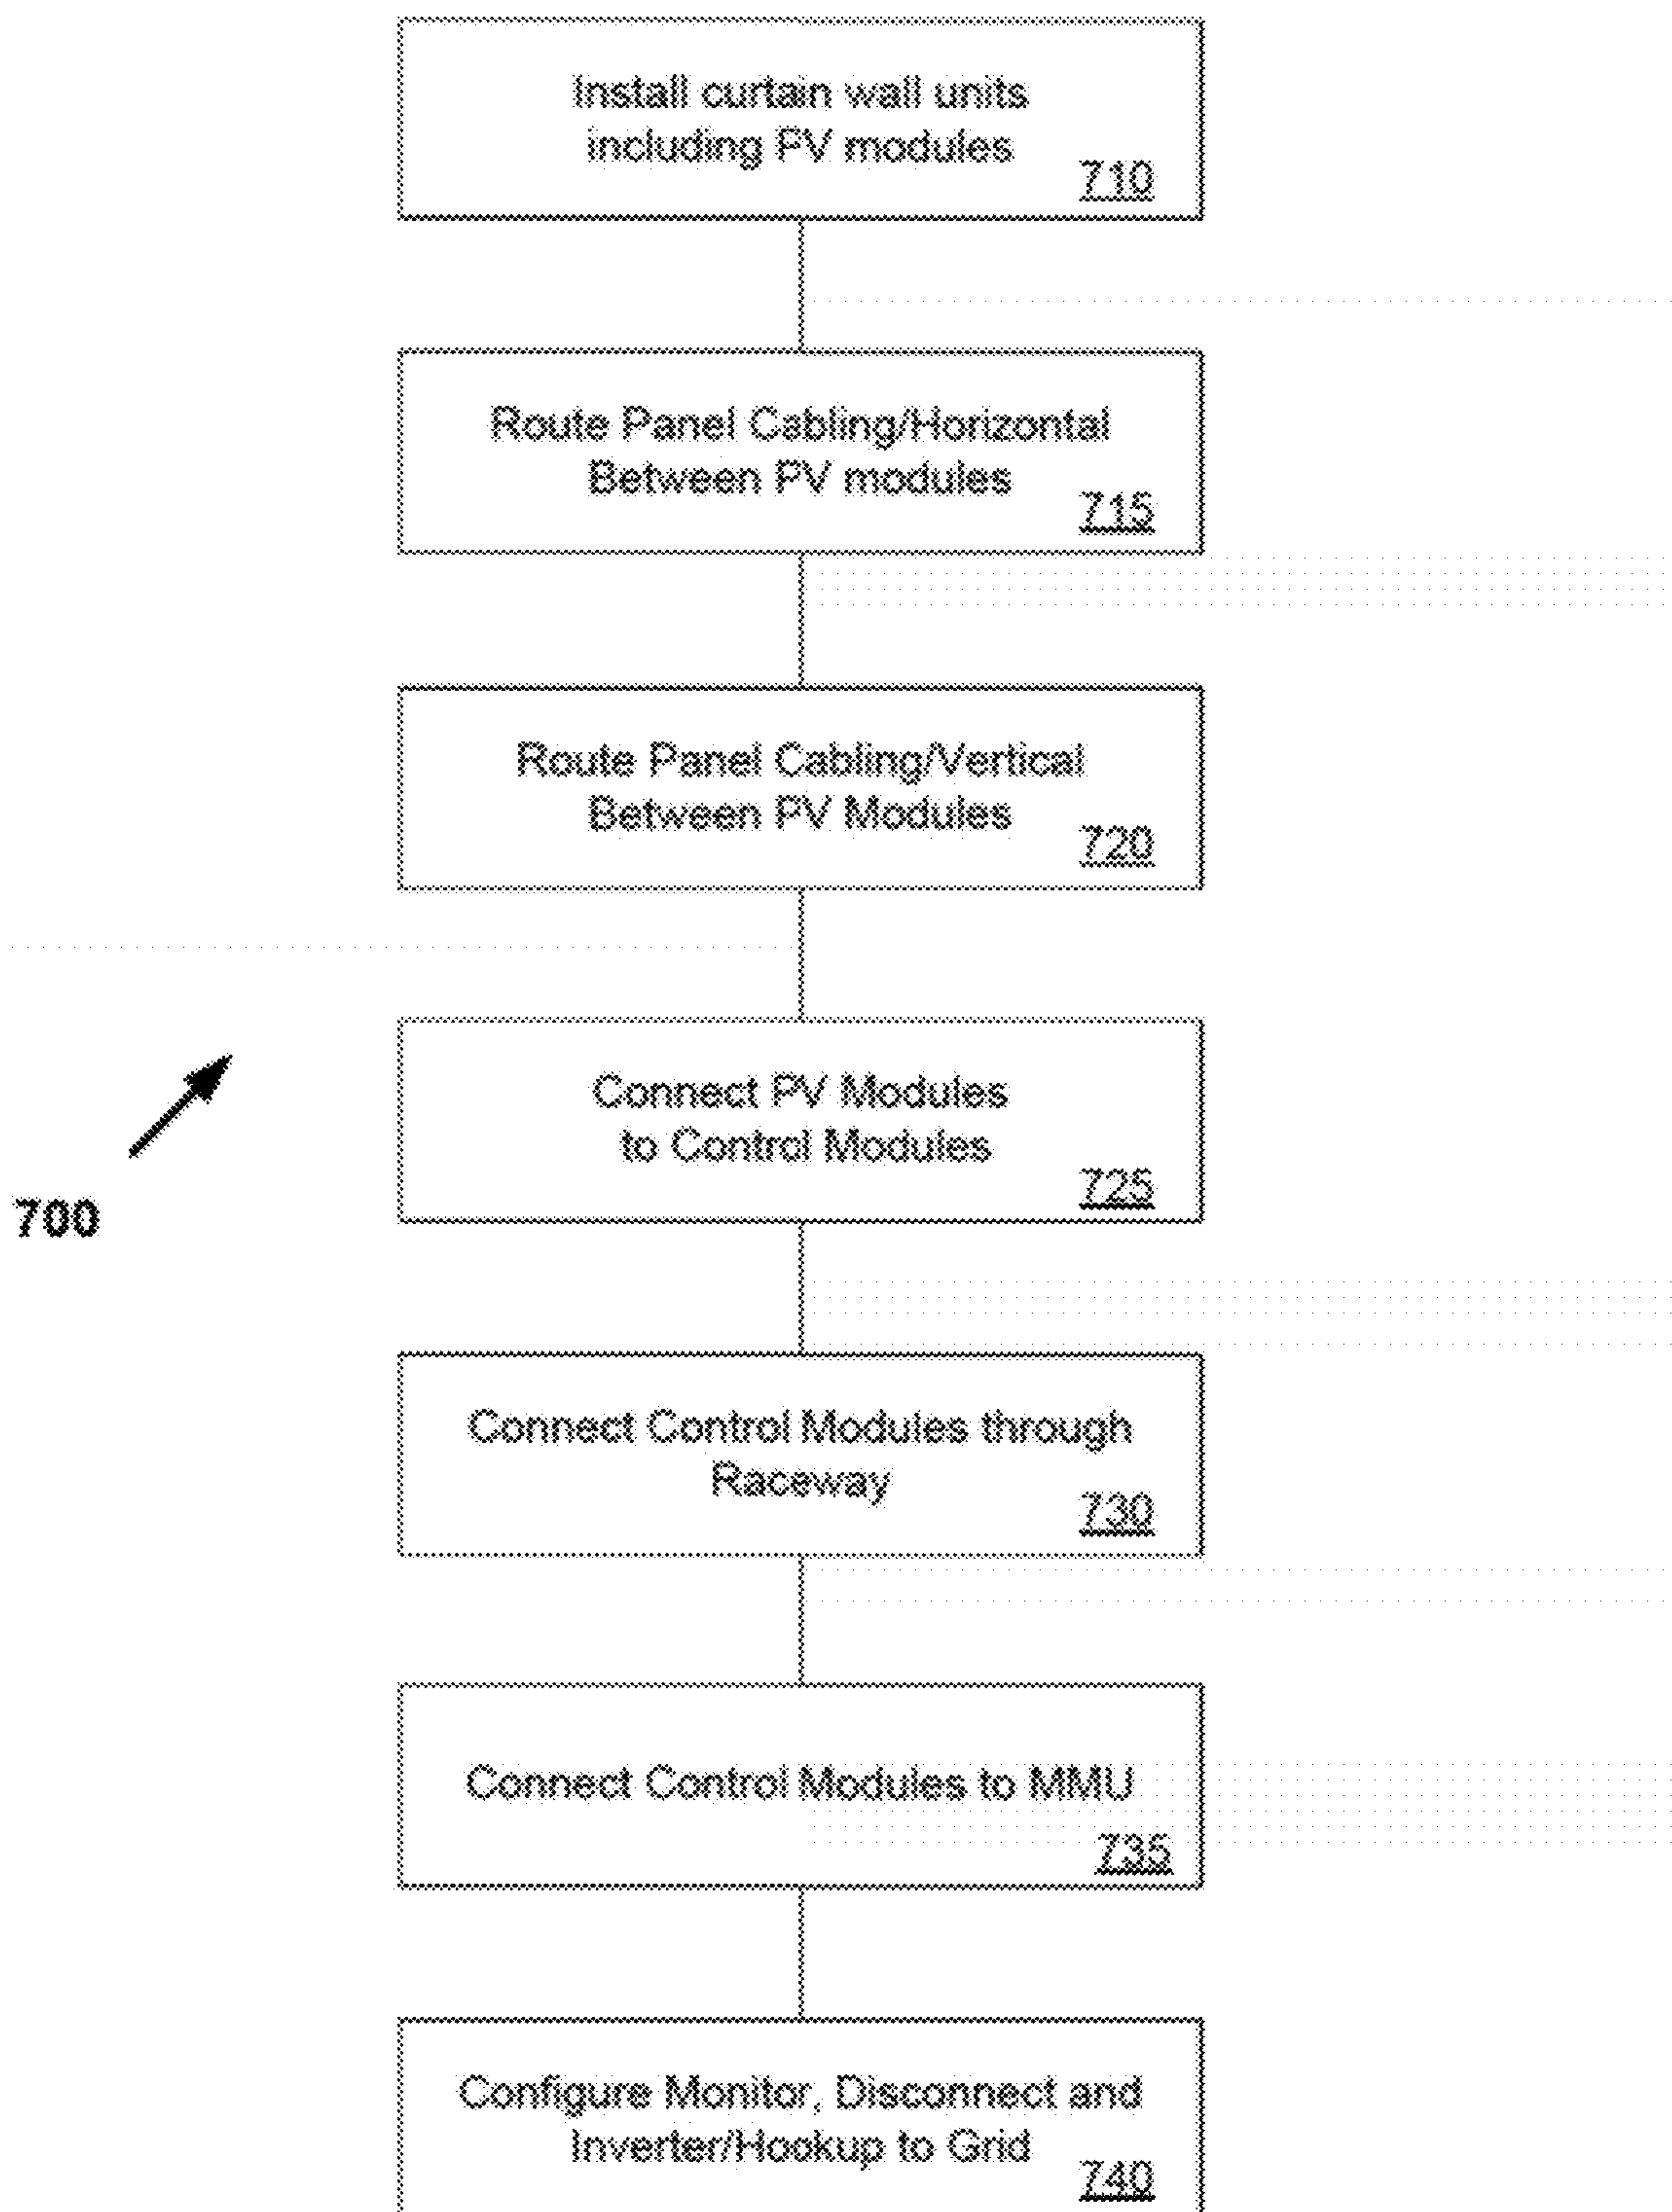 Install curtain wall units
including PV modules
710
Route Panel Cabling/Horizontal
Between PV modules
715
Route Panel Cabling/Vertical
Between PV Modules
720
Connect PV Modules
to Control Modules
725
700
Connect Control Modules through
Raceway
730
Connect Control Modules to MMU
735
Configure Monitor, Disconnect and
Inverter/Hookup to Grid
740